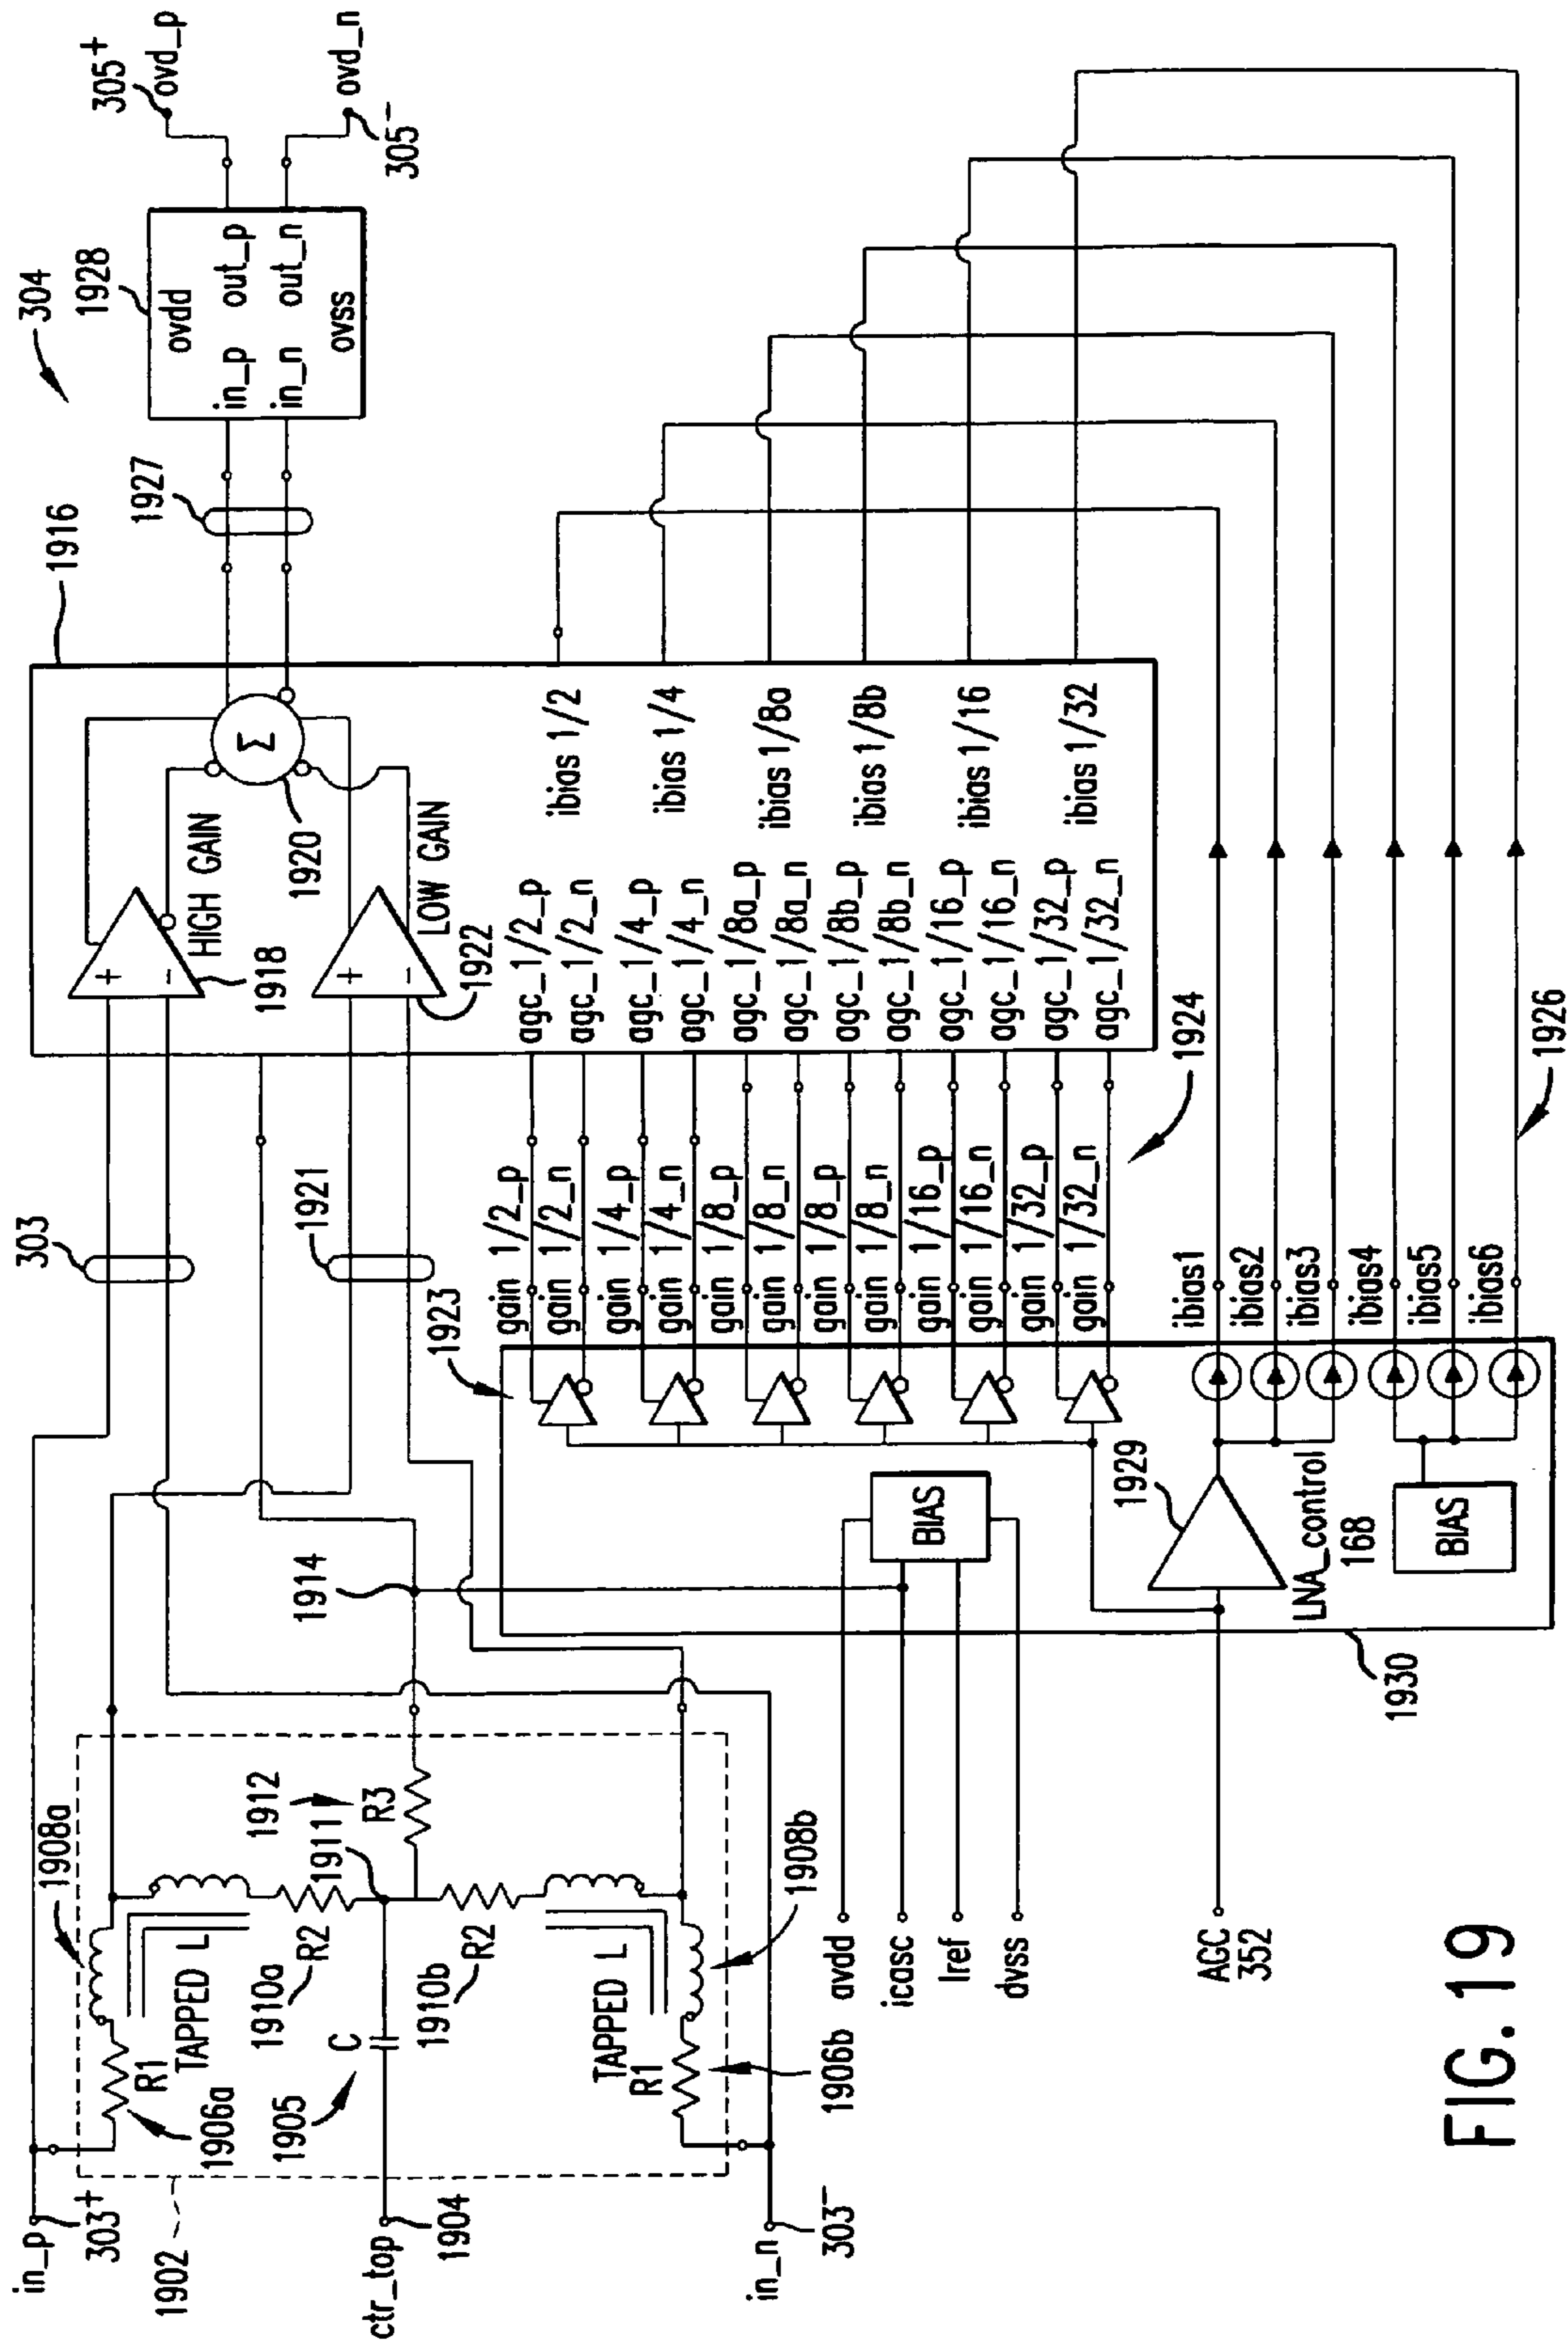 304
305+
ovd_p
ovd_n
305−
1928
ovdd
in_p out_p
in_n out_n
ovss
1927
1916
HIGH GAIN
+
−
1918
Σ
1920
LOW GAIN
+
−
1922
303
1921
agc_1/2_p
agc_1/2_n
agc_1/4_p
agc_1/4_n
agc_1/8a_p
agc_1/8a_n
agc_1/8b_p
agc_1/8b_n
agc_1/16_p
agc_1/16_n
agc_1/32_p
agc_1/32_n
ibias 1/2
ibias 1/4
ibias 1/8a
ibias 1/8b
ibias 1/16
ibias 1/32
1924
1926
1923
gain 1/2_p
gain 1/2_n
gain 1/4_p
gain 1/4_n
gain 1/8_p
gain 1/8_n
gain 1/8_p
gain 1/8_n
gain 1/16_p
gain 1/16_n
gain 1/32_p
gain 1/32_n
ibias1
ibias2
ibias3
ibias4
ibias5
ibias6
1929
LNA_control
168
BIAS
BIAS
1930
1914
1912
R3
1911
1908a
TAPPED L
R1
1906a
1910a
R2
1905
C
1910b
R2
TAPPED L
R1
1906b
1908b
in_p
303+
1902
ctr_top
1904
in_n
303−
avdd
icasc
Iref
dvss
AGC
352
FIG. 19